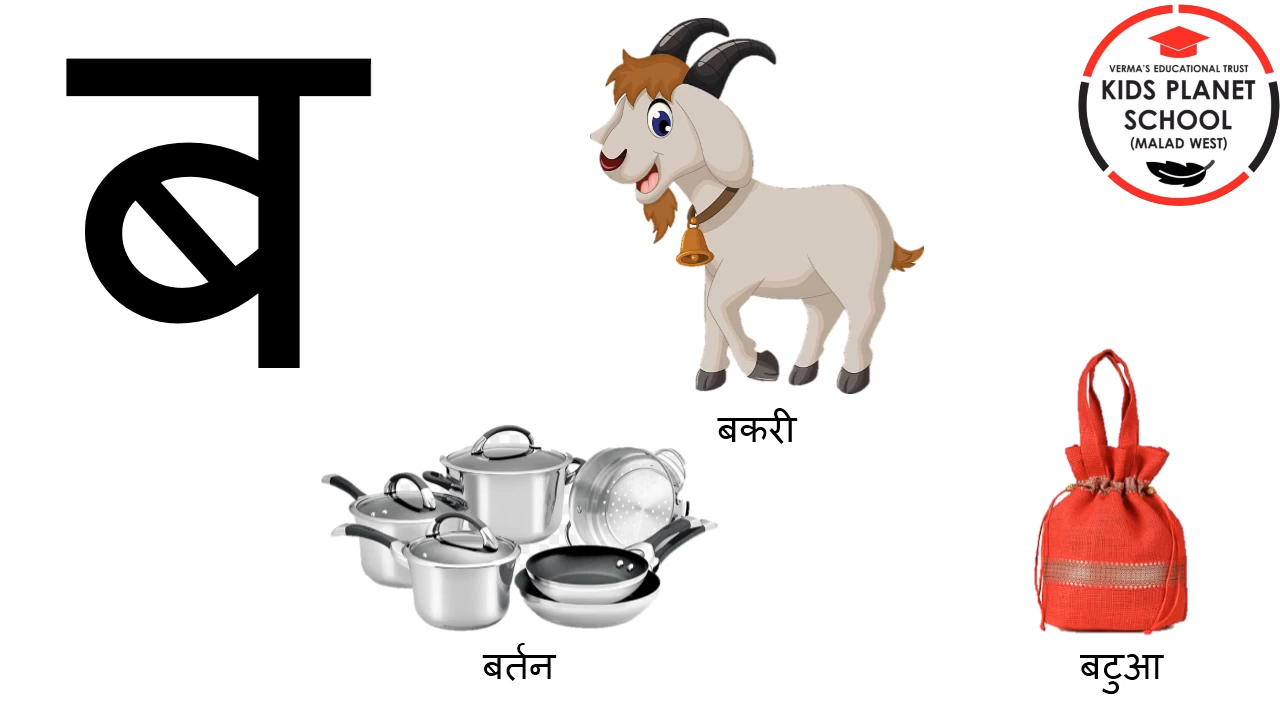 ब
VERMA'S EDUCATIONAL TRUST
KIDS PLANET
SCHOOL
(MALAD WEST)
बकरी
बर्तन
बटुआ